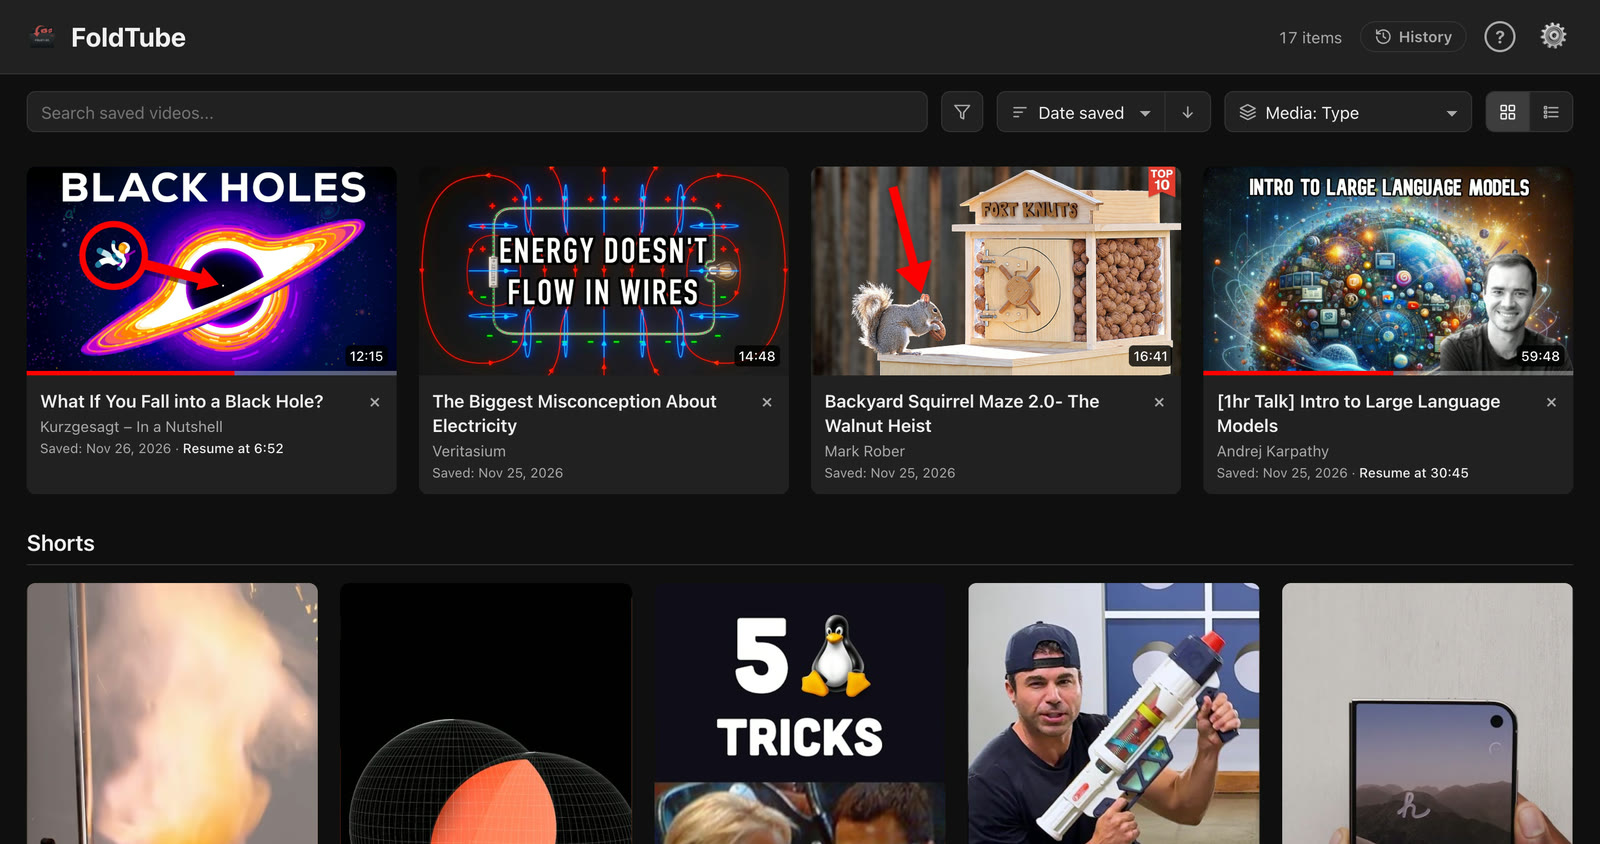 FoldTube
17 items
History
?
Search saved videos...
Date saved
Media: Type
BLACK HOLES
12:15
What If You Fall into a Black Hole?
Kurzgesagt – In a Nutshell
Saved: Nov 26, 2026 · Resume at 6:52
ENERGY DOESN'T
FLOW IN WIRES
14:48
The Biggest Misconception About
Electricity
Veritasium
Saved: Nov 25, 2026
TOP
10
FORT KNUTS
16:41
Backyard Squirrel Maze 2.0- The
Walnut Heist
Mark Rober
Saved: Nov 25, 2026
INTRO TO LARGE LANGUAGE MODELS
59:48
[1hr Talk] Intro to Large Language
Models
Andrej Karpathy
Saved: Nov 25, 2026 · Resume at 30:45
Shorts
5
TRICKS
h